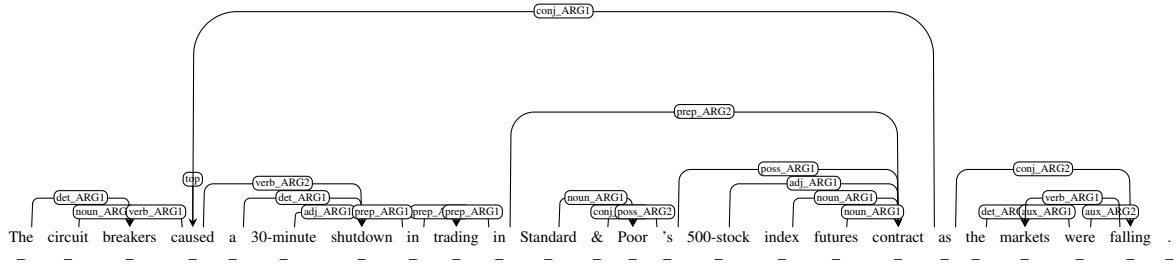 conj_ARG1
prep_ARG2
poss_ARG1 conj_ARG2
top verb_ARG2 adj_ARG1
det_ARG1 det_ARG1 noun_ARG1 noun_ARG1 verb_ARG1
verb_ARG1 adj_ARG1 prep_ARG1 prep_ARG1 poss_ARG2 noun_ARG1 aux_ARG1 aux_ARG2
The circuit breakers caused a 30-minute shutdown in trading in Standard & Poor 's 500-stock index futures contract as the markets were falling .
_ _ _ _ _ _ _ _ _ _ _ _ _ _ _ _ _ _ _ _ _ _ _ _